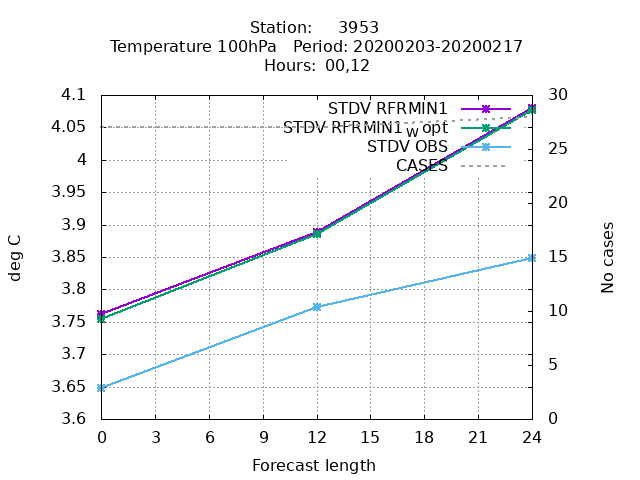 Station:     3953
Temperature 100hPa   Period: 20200203-20200217
Hours: 00,12
4.1
4.05
4
3.95
3.9
3.85
3.8
3.75
3.7
3.65
3.6
deg C
STDV RFRMIN1
STDV RFRMIN1_w opt
STDV OBS
CASES
30
25
20
15
10
5
0
No cases
0 3 6 9 12 15 18 21 24
Forecast length